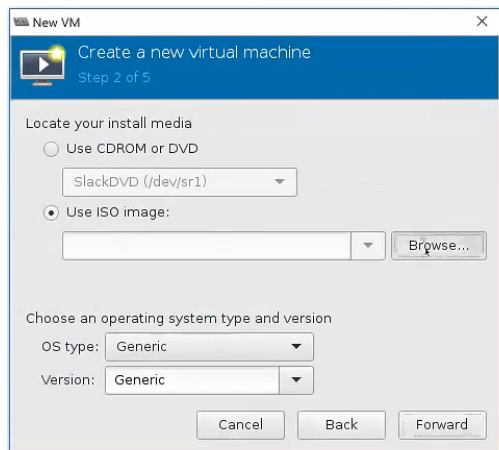 New VM
Create a new virtual machine
Step 2 of 5
Locate your install media
Use CDROM or DVD
SlackDVD (/dev/sr1)
Use ISO image:
Browse...
Choose an operating system type and version
OS type: Generic
Version: Generic
Cancel Back Forward